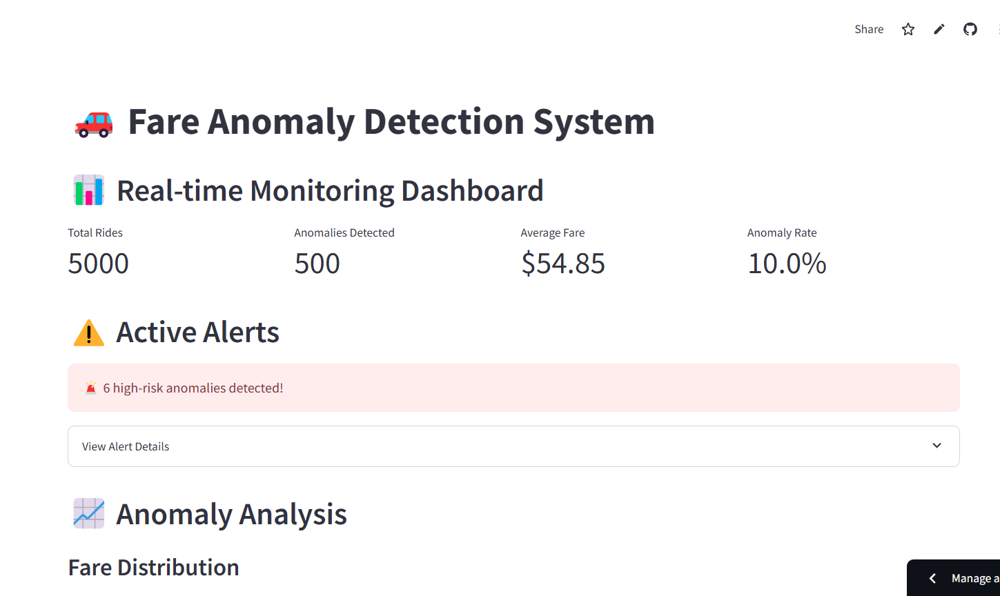 Share
Fare Anomaly Detection System
Real-time Monitoring Dashboard
Total Rides
5000
Anomalies Detected
500
Average Fare
$54.85
Anomaly Rate
10.0%
Active Alerts
6 high-risk anomalies detected!
View Alert Details
Anomaly Analysis
Fare Distribution
Manage a